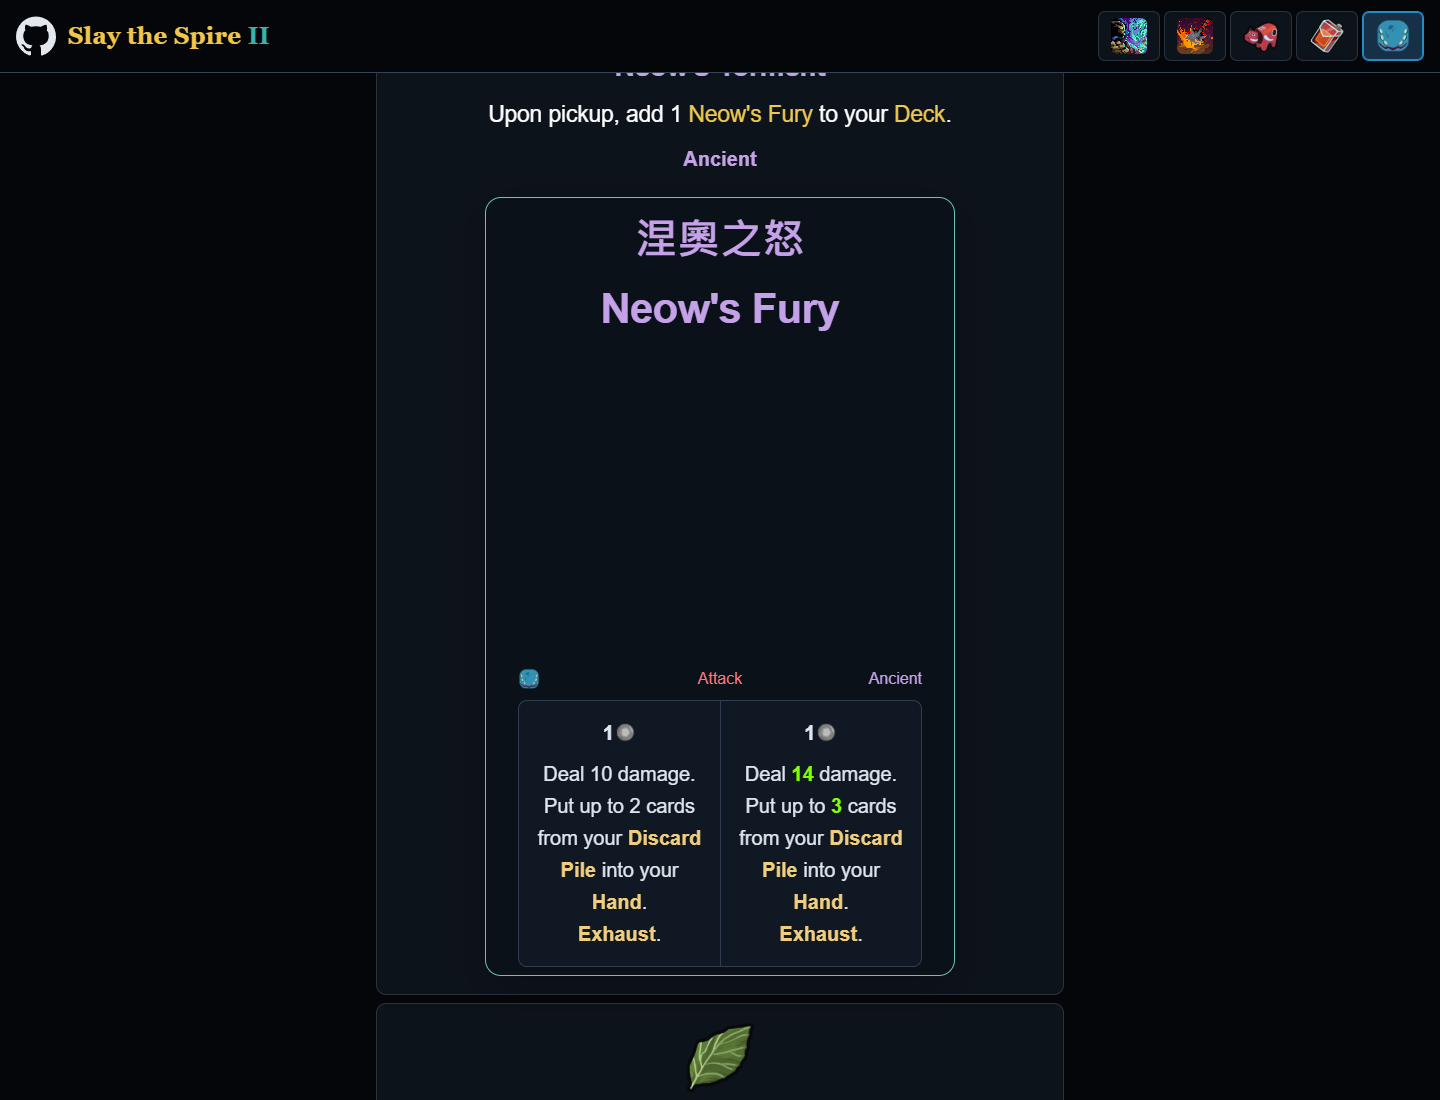 Slay the Spire II
Neow's Torment
Upon pickup, add 1 Neow's Fury to your Deck.
Ancient
涅奧之怒
Neow's Fury
Attack
Ancient
1
Deal 10 damage.
Put up to 2 cards
from your Discard
Pile into your
Hand.
Exhaust.
1
Deal 14 damage.
Put up to 3 cards
from your Discard
Pile into your
Hand.
Exhaust.